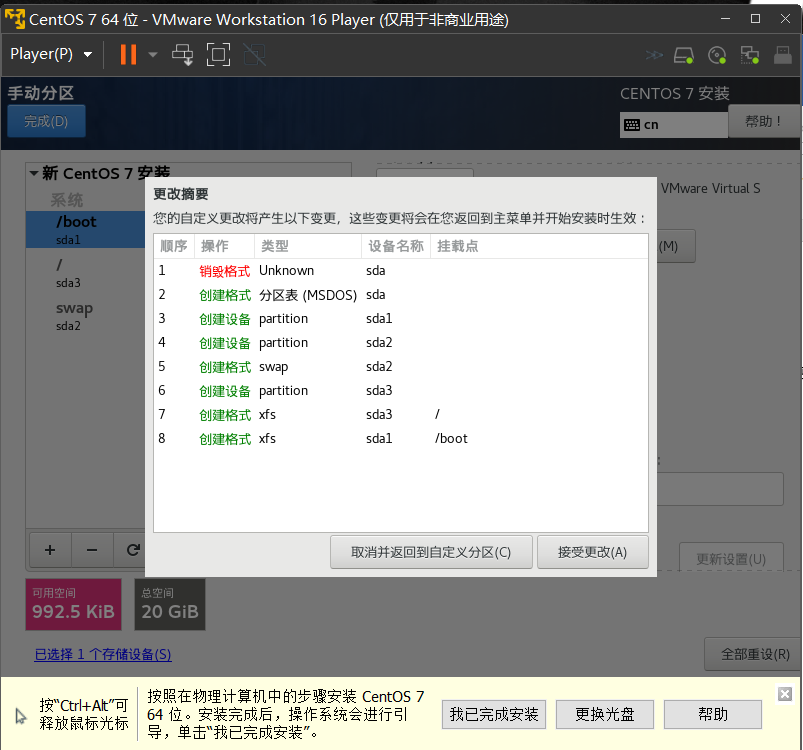 CentOS 7 64 位 - VMware Workstation 16 Player (仅用于非商业用途)
Player(P)
手动分区
CENTOS 7 安装
完成(D)
cn
帮助！
新 CentOS 7 安装
系统
/boot
sda1
/
sda3
swap
sda2
VMware Virtual S
(M)
更改摘要
您的自定义更改将产生以下变更，这些变更将会在您返回到主菜单并开始安装时生效：
顺序 操作 类型 设备名称 挂载点
1 销毁格式 Unknown sda
2 创建格式 分区表 (MSDOS) sda
3 创建设备 partition sda1
4 创建设备 partition sda2
5 创建格式 swap sda2
6 创建设备 partition sda3
7 创建格式 xfs sda3 /
8 创建格式 xfs sda1 /boot
取消并返回到自定义分区(C)
接受更改(A)
+ −
更新设置(U)
可用空间
992.5 KiB
总空间
20 GiB
已选择 1 个存储设备(S)
全部重设(R)
按“Ctrl+Alt”可
释放鼠标光标
按照在物理计算机中的步骤安装 CentOS 7
64 位。安装完成后，操作系统会进行引
导，单击“我已完成安装”。
我已完成安装
更换光盘
帮助